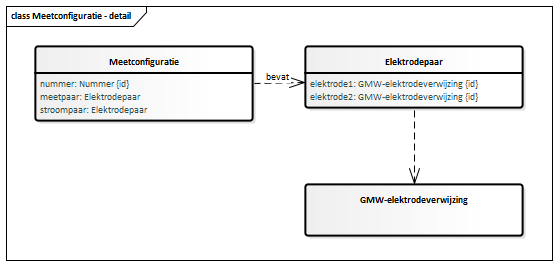 class Meetconfiguratie - detail
Meetconfiguratie
nummer: Nummer {id}
meetpaar: Elektrodepaar
stroompaar: Elektrodepaar
bevat
Elektrodepaar
elektrode1: GMW-elektrodeverwijzing {id}
elektrode2: GMW-elektrodeverwijzing {id}
GMW-elektrodeverwijzing